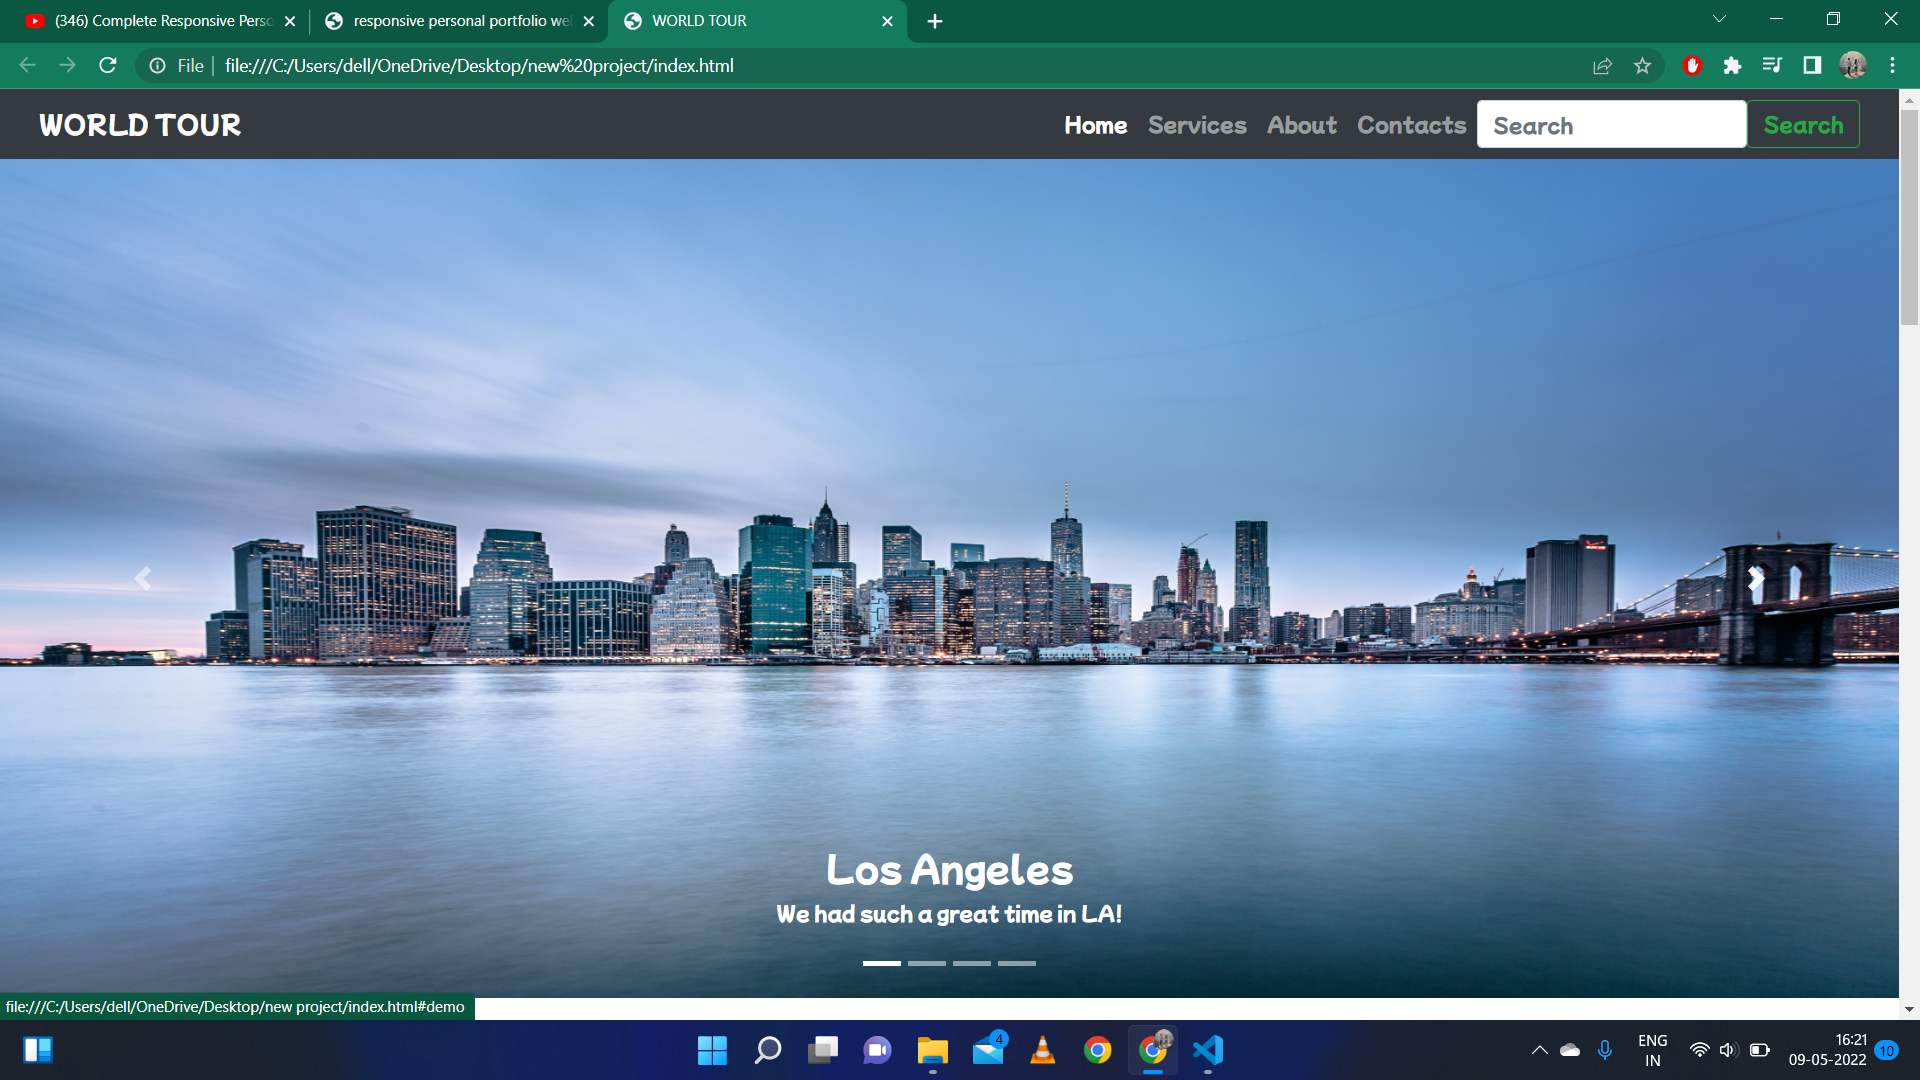 (346) Complete Responsive Perso
responsive personal portfolio we
WORLD TOUR
File
file:///C:/Users/dell/OneDrive/Desktop/new%20project/index.html
WORLD TOUR
Home
Services
About
Contacts
Search
Search
Los Angeles
We had such a great time in LA!
file:///C:/Users/dell/OneDrive/Desktop/new project/index.html#demo
4
ENG
IN
16:21
09-05-2022
10